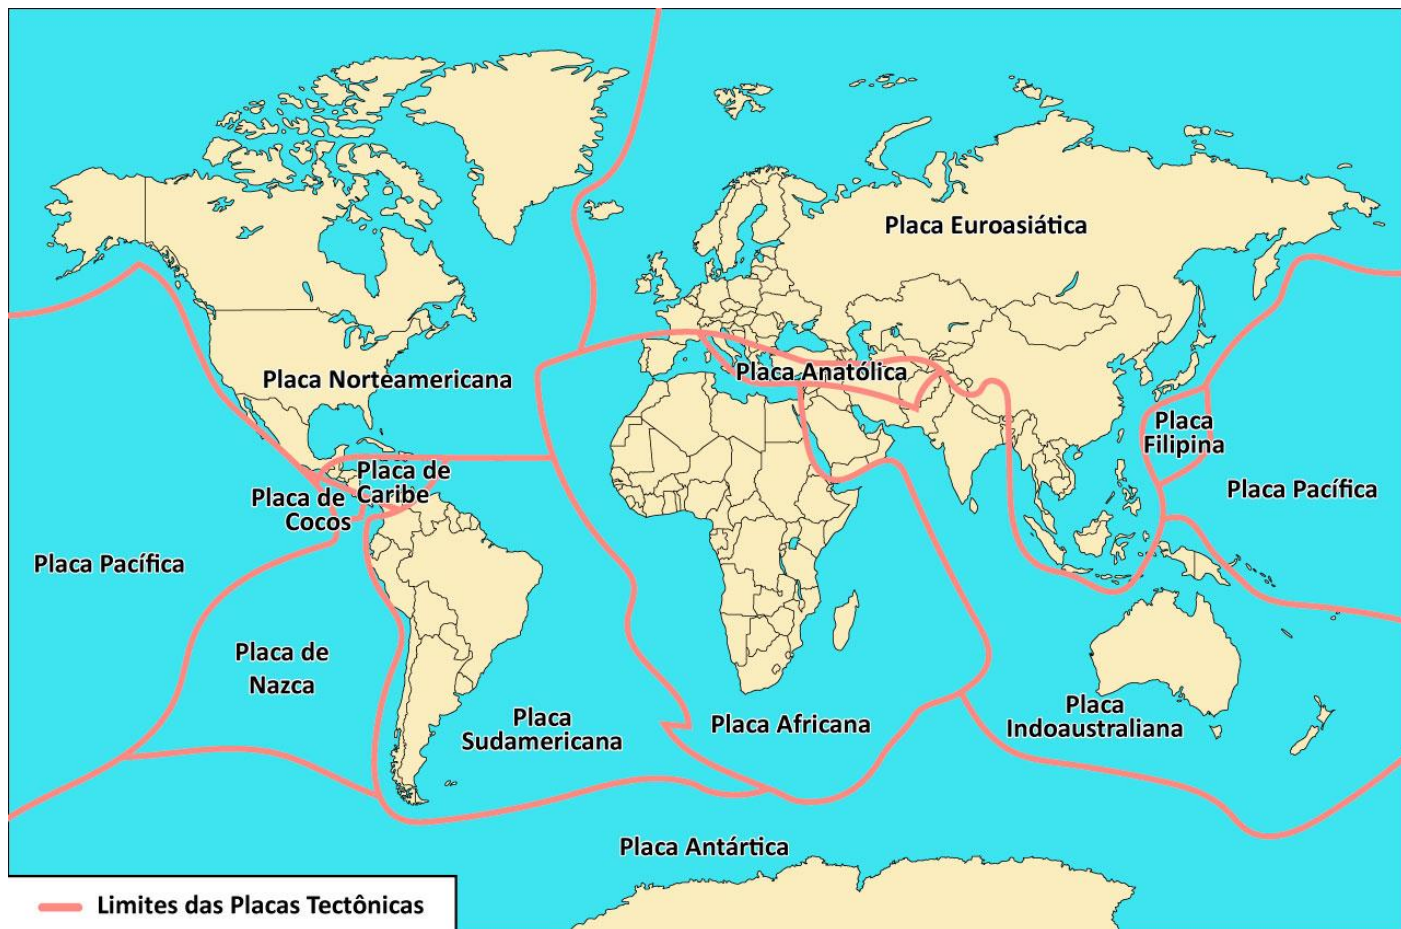 Placa Euroasiática
Placa Norteamericana
Placa Anatólica
Placa
Filipina
Placa de
Caribe
Placa de
Cocos
Placa Pacífica
Placa Pacífica
Placa de
Nazca
Placa
Sudamericana
Placa Africana
Placa
Indoaustraliana
Placa Antártica
Limites das Placas Tectônicas